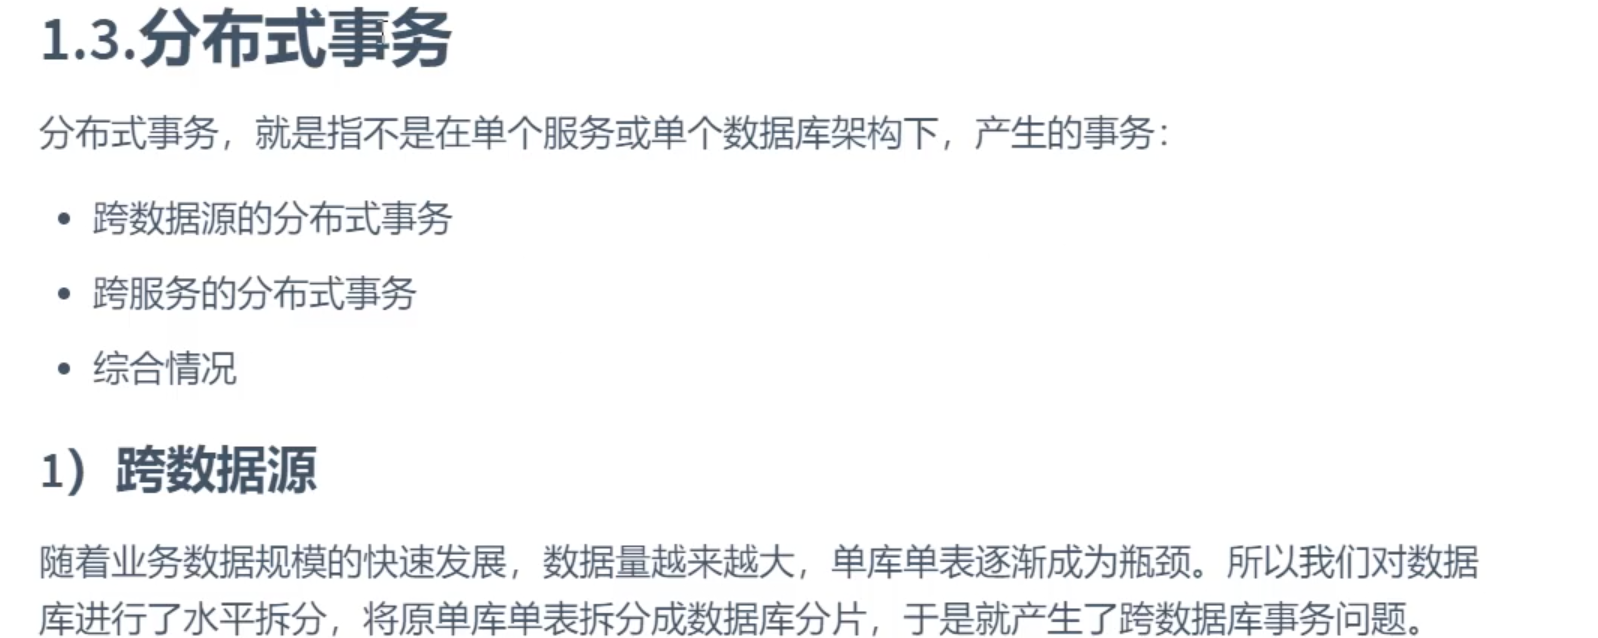 1.3.分布式事务
分布式事务，就是指不是在单个服务或单个数据库架构下，产生的事务：
• 跨数据源的分布式事务
• 跨服务的分布式事务
• 综合情况
1）跨数据源
随着业务数据规模的快速发展，数据量越来越大，单库单表逐渐成为瓶颈。所以我们对数据
库进行了水平拆分，将原单库单表拆分成数据库分片，于是就产生了跨数据库事务问题。